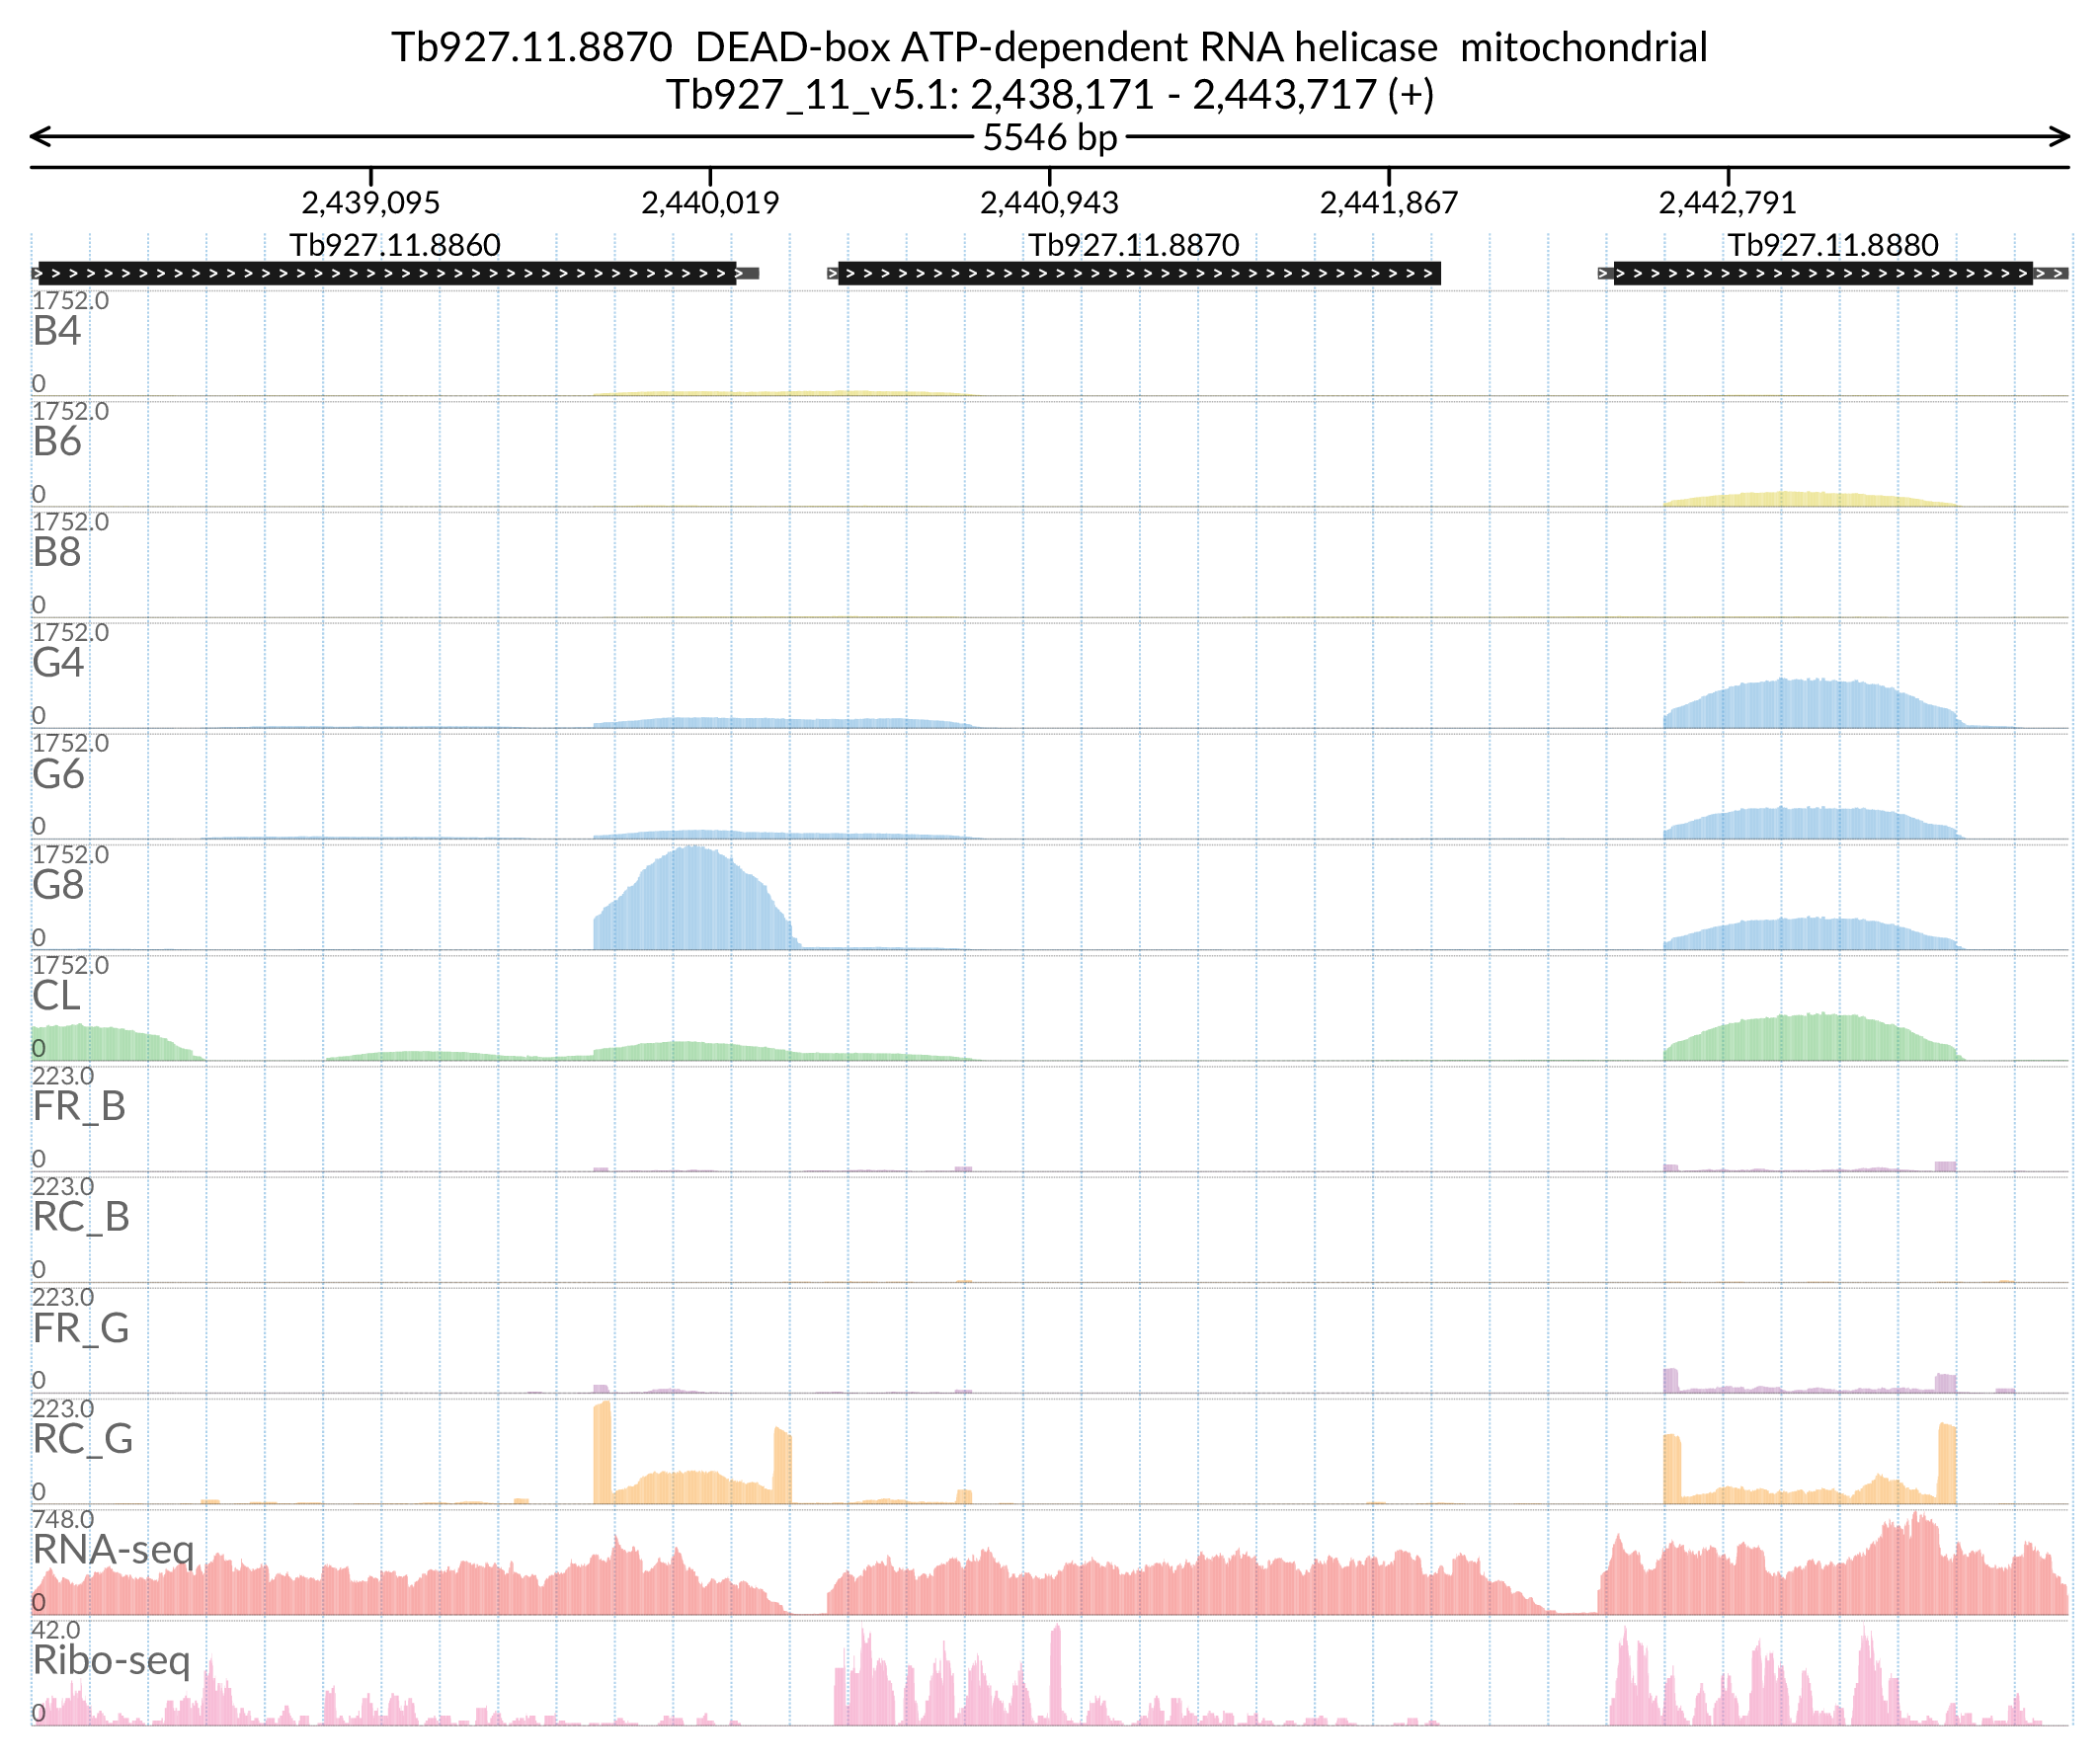 Tb927.11.8870  DEAD-box ATP-dependent RNA helicase  mitochondrial
Tb927_11_v5.1: 2,438,171 - 2,443,717 (+)
5546 bp
2,439,095 2,440,019 2,440,943 2,441,867 2,442,791
Tb927.11.8860 Tb927.11.8870 Tb927.11.8880
1752.0
B4
0
1752.0
B6
0
1752.0
B8
0
1752.0
G4
0
1752.0
G6
0
1752.0
G8
0
1752.0
CL
0
223.0
FR_B
0
223.0
RC_B
0
223.0
FR_G
0
223.0
RC_G
0
748.0
RNA-seq
0
42.0
Ribo-seq
0